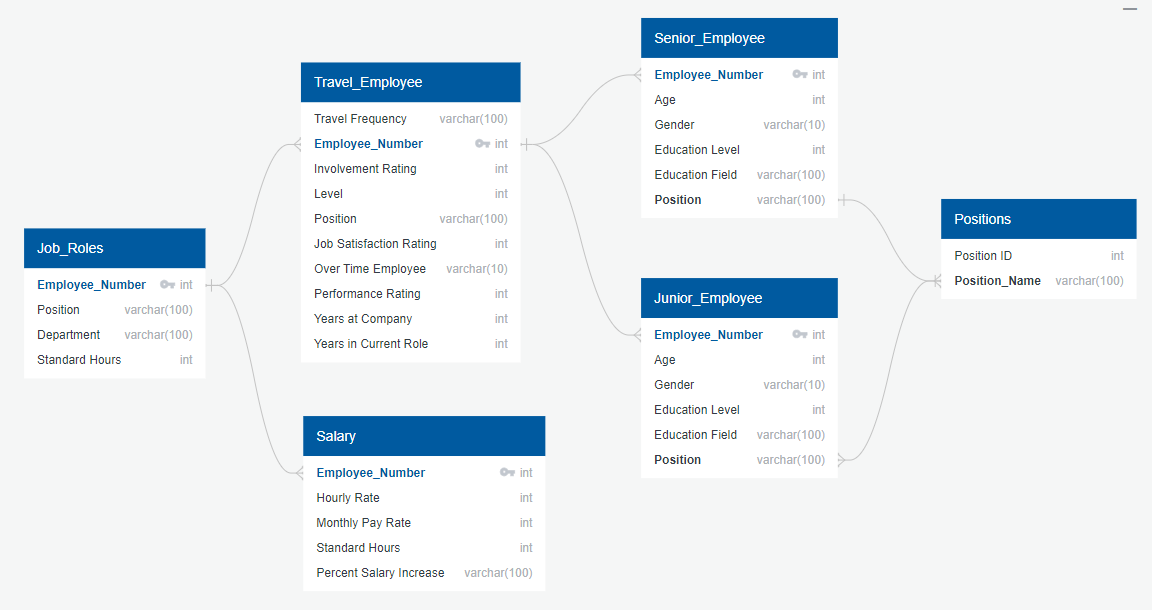 Job_Roles
Employee_Number int
Position varchar(100)
Department varchar(100)
Standard Hours int
Travel_Employee
Travel Frequency varchar(100)
Employee_Number int
Involvement Rating int
Level int
Position varchar(100)
Job Satisfaction Rating int
Over Time Employee varchar(10)
Performance Rating int
Years at Company int
Years in Current Role int
Salary
Employee_Number int
Hourly Rate int
Monthly Pay Rate int
Standard Hours int
Percent Salary Increase varchar(100)
Senior_Employee
Employee_Number int
Age int
Gender varchar(10)
Education Level int
Education Field varchar(100)
Position varchar(100)
Junior_Employee
Employee_Number int
Age int
Gender varchar(10)
Education Level int
Education Field varchar(100)
Position varchar(100)
Positions
Position ID int
Position_Name varchar(100)